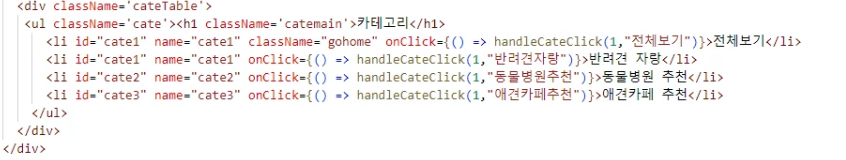 <div className='cateTable'>
<ul className='cate'><h1 className='catemain'>카테고리</h1>
<li id="cate1" name="cate1" className="gohome" onClick={() => handleCateClick(1,"전체보기")}>전체보기</li>
<li id="cate1" name="cate1" onClick={() => handleCateClick(1,"반려견자랑")}>반려견 자랑</li>
<li id="cate2" name="cate2" onClick={() => handleCateClick(1,"동물병원추천")}>동물병원 추천</li>
<li id="cate3" name="cate3" onClick={() => handleCateClick(1,"애견카페추천")}>애견카페 추천</li>
</ul>
</div>
</div>